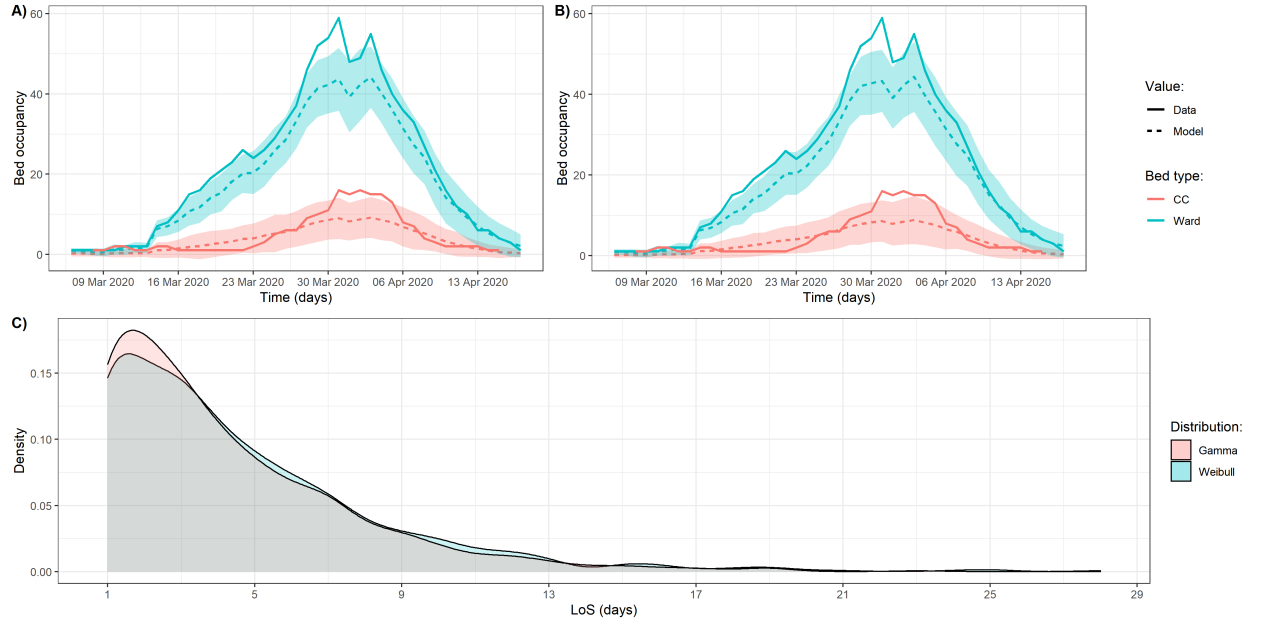 A)
60
40
20
0
Bed occupancy
09 Mar 2020 16 Mar 2020 23 Mar 2020 30 Mar 2020 06 Apr 2020 13 Apr 2020
Time (days)
B)
60
40
20
0
Bed occupancy
09 Mar 2020 16 Mar 2020 23 Mar 2020 30 Mar 2020 06 Apr 2020 13 Apr 2020
Time (days)
Value:
Data
Model
Bed type:
CC
Ward
C)
0.15
0.10
0.05
0.00
Density
1 5 9 13 17 21 25 29
LoS (days)
Distribution:
Gamma
Weibull